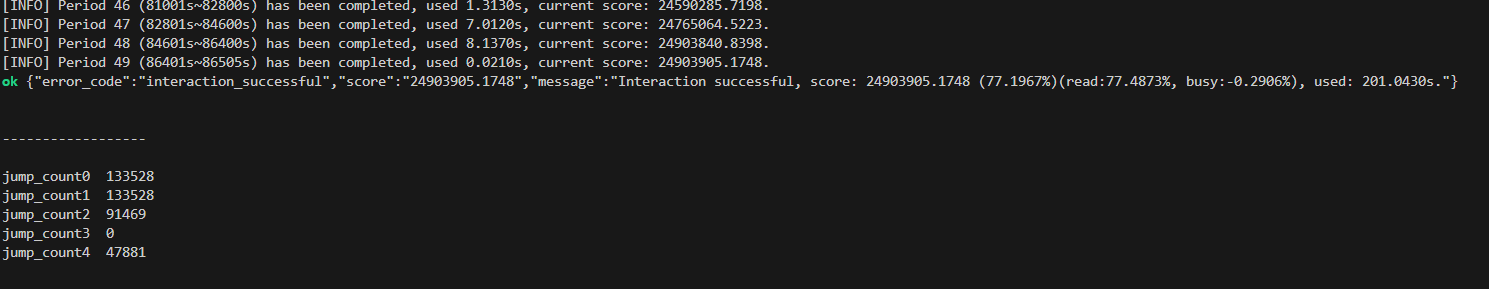 [INFO] Period 46 (81001s~82800s) has been completed, used 1.3130s, current score: 24590285.7198.
[INFO] Period 47 (82801s~84600s) has been completed, used 7.0120s, current score: 24765064.5223.
[INFO] Period 48 (84601s~86400s) has been completed, used 8.1370s, current score: 24903840.8398.
[INFO] Period 49 (86401s~86505s) has been completed, used 0.0210s, current score: 24903905.1748.
ok {"error_code":"interaction_successful","score":"24903905.1748","message":"Interaction successful, score: 24903905.1748 (77.1967%)(read:77.4873%, busy:-0.2906%), used: 201.0430s."}
------------------
jump_count0  133528
jump_count1  133528
jump_count2  91469
jump_count3  0
jump_count4  47881